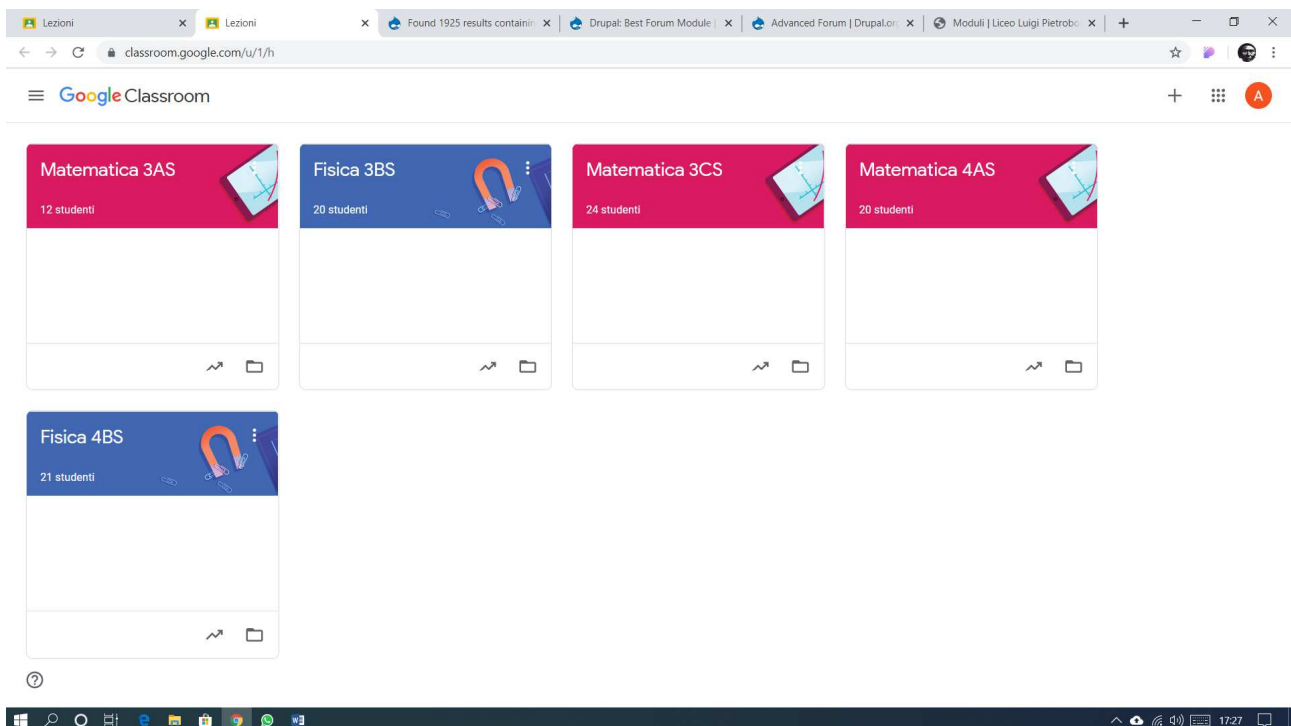 Lezioni
Lezioni
Found 1925 results containin
Drupal: Best Forum Module |
Advanced Forum | Drupal.or
Moduli | Liceo Luigi Pietrobo
classroom.google.com/u/1/h
Google Classroom
A
Matematica 3AS
12 studenti
Fisica 3BS
20 studenti
Matematica 3CS
24 studenti
Matematica 4AS
20 studenti
Fisica 4BS
21 studenti
17:27